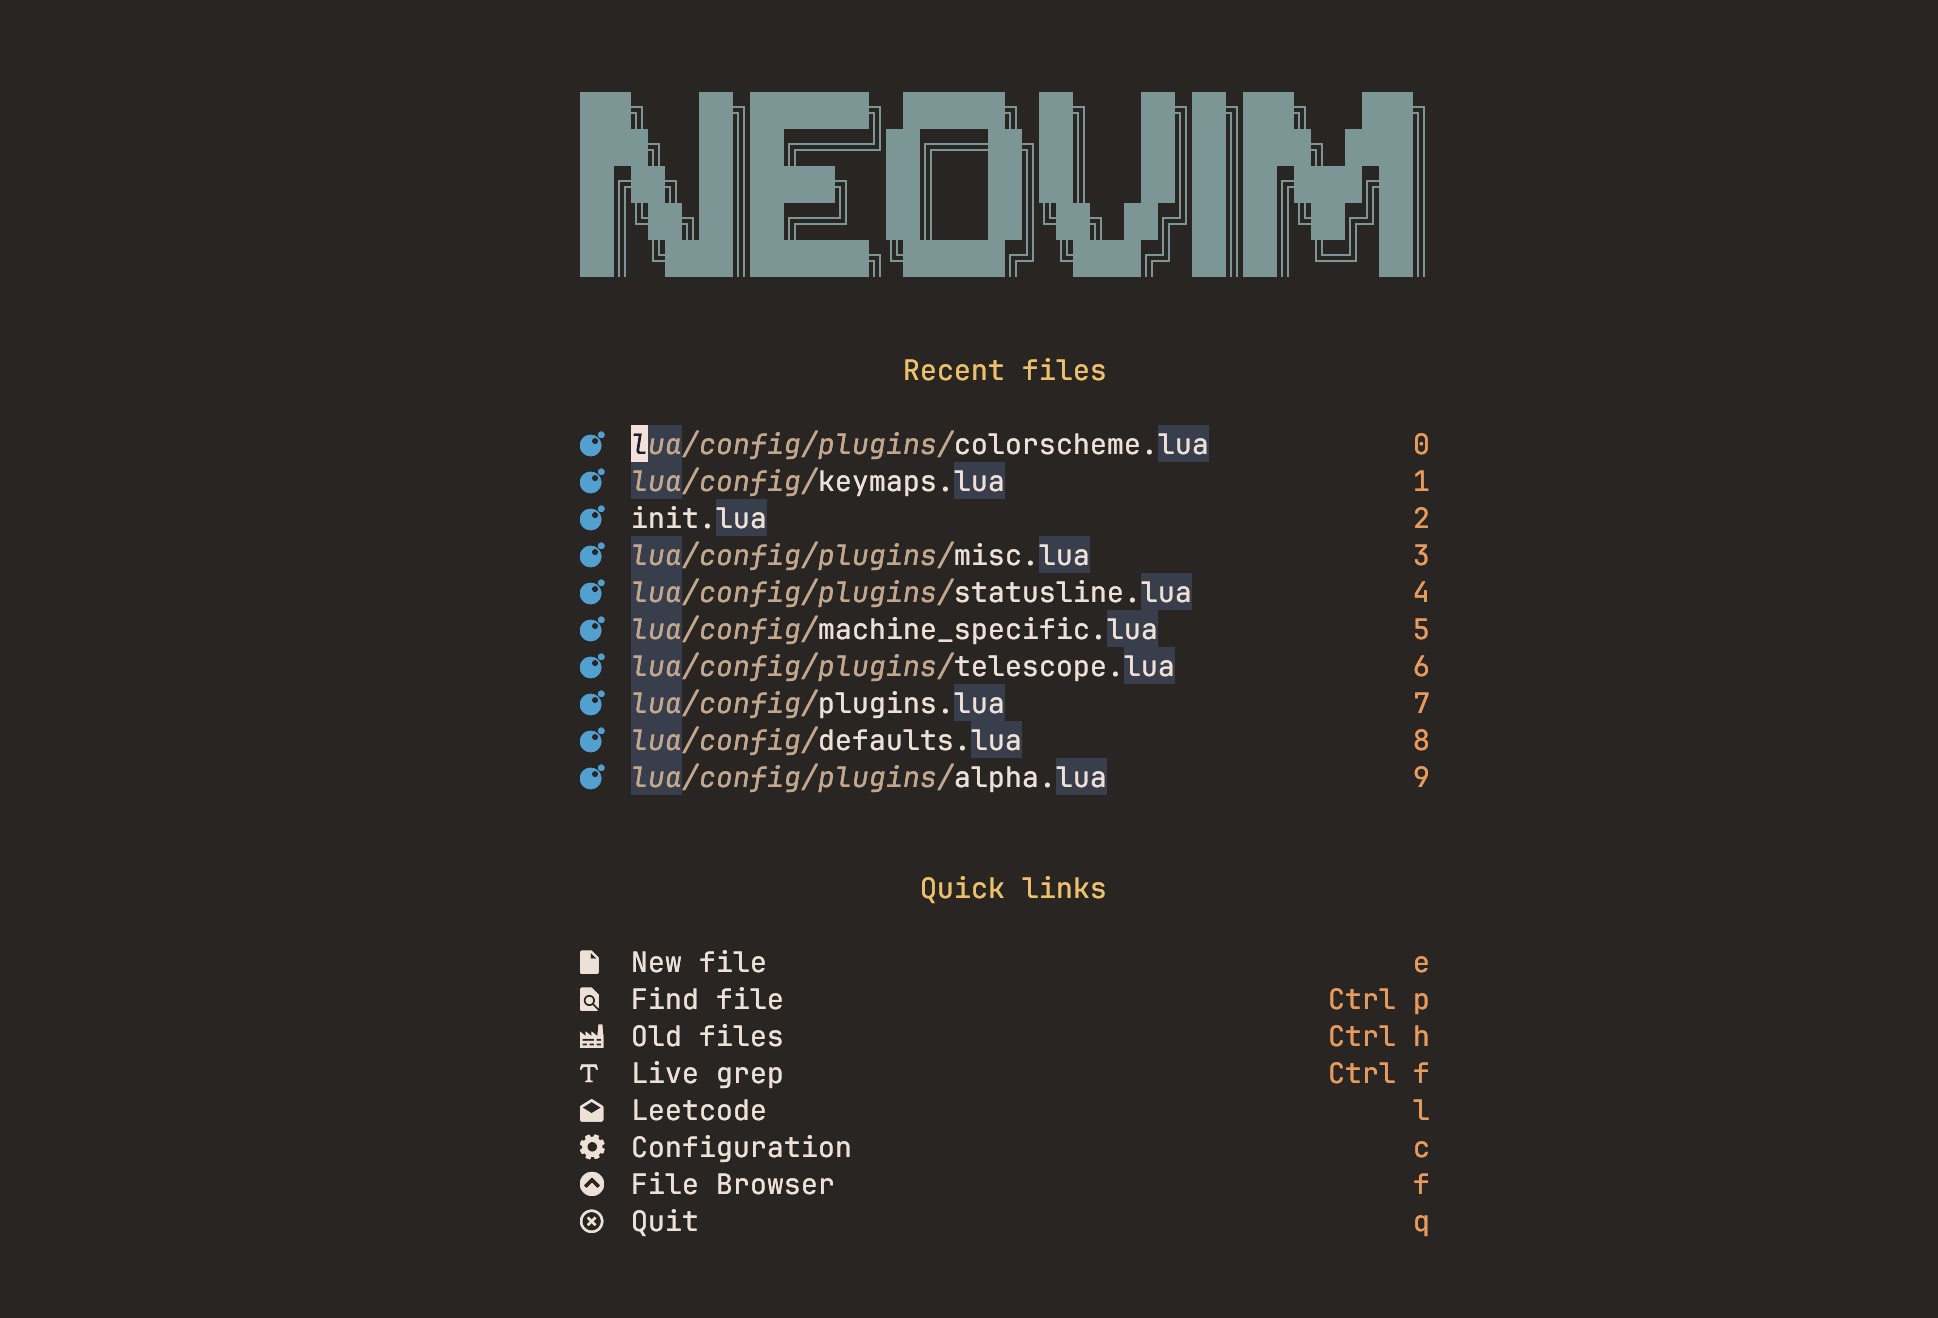 NEOVIM
Recent files
lua/config/plugins/colorscheme.lua 0
lua/config/keymaps.lua 1
init.lua 2
lua/config/plugins/misc.lua 3
lua/config/plugins/statusline.lua 4
lua/config/machine_specific.lua 5
lua/config/plugins/telescope.lua 6
lua/config/plugins.lua 7
lua/config/defaults.lua 8
lua/config/plugins/alpha.lua 9
Quick links
New file e
Find file Ctrl p
Old files Ctrl h
Live grep Ctrl f
Leetcode l
Configuration c
File Browser f
Quit q